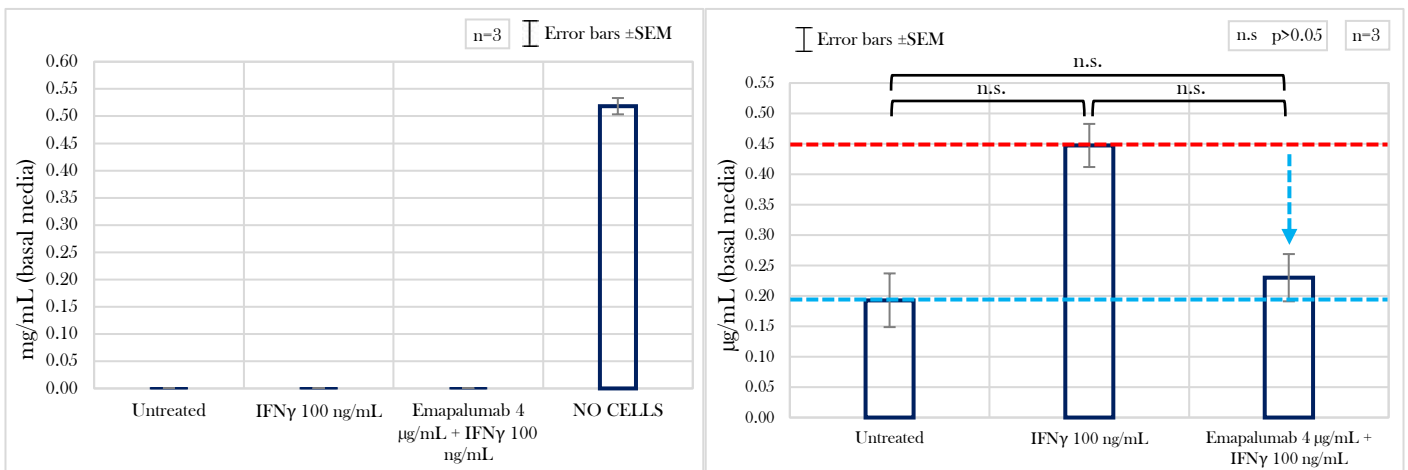 n=3
Error bars ±SEM
mg/mL (basal media)
0.60
0.55
0.50
0.45
0.40
0.35
0.30
0.25
0.20
0.15
0.10
0.05
0.00
Untreated
IFNγ 100 ng/mL
Emapalumab 4
µg/mL + IFNγ 100
ng/mL
NO CELLS
Error bars ±SEM
n.s p>0.05
n=3
µg/mL (basal media)
0.55
0.50
0.45
0.40
0.35
0.30
0.25
0.20
0.15
0.10
0.05
0.00
n.s.
n.s.
n.s.
Untreated
IFNγ 100 ng/mL
Emapalumab 4 µg/mL +
IFNγ 100 ng/mL